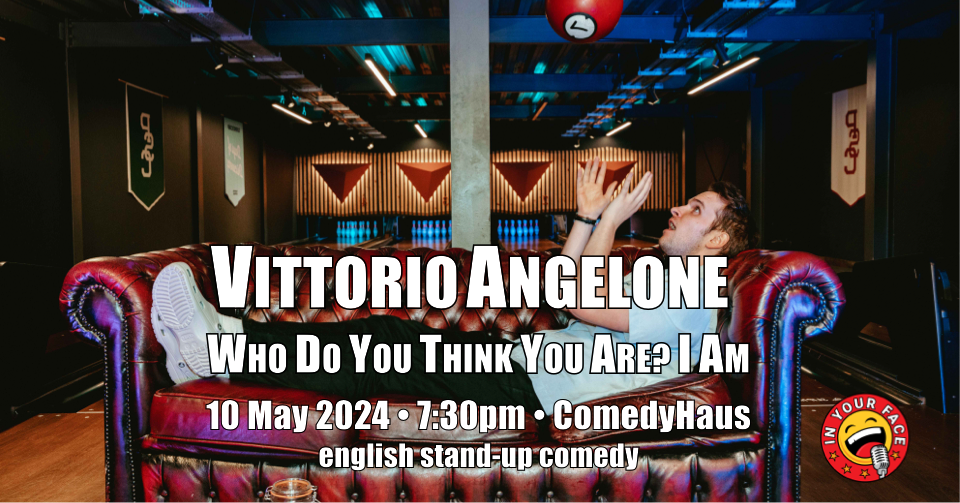 VITTORIO ANGELONE
WHO DO YOU THINK YOU ARE? I AM
10 May 2024 • 7:30pm • ComedyHaus
english stand-up comedy
IN YOUR FACE